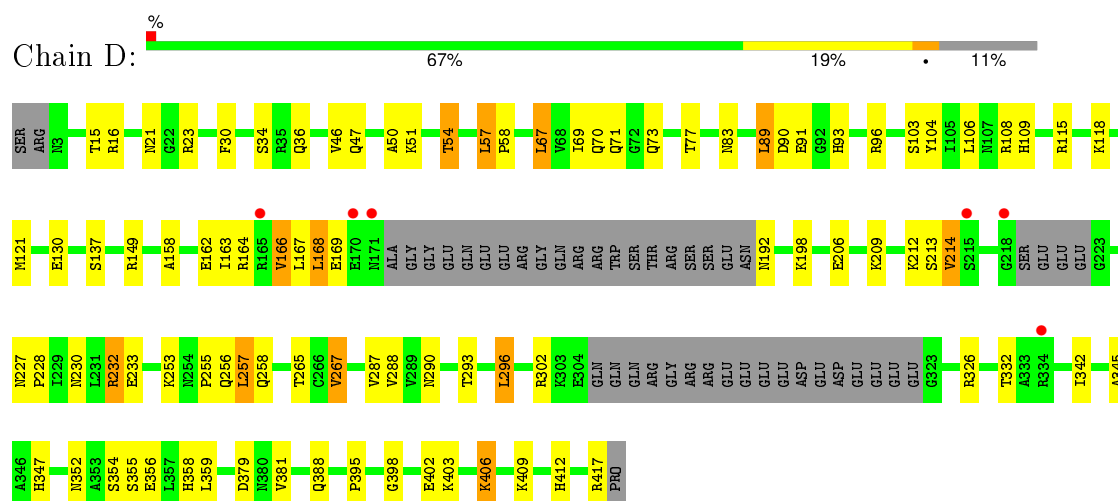 %
Chain D: 67% 19% • 11%
SER ARG N3 T15 R16 N21 G22 R23 F30 S34 R35 Q36 V46 Q47 A50 K51 T54 L57 P58 L67 V68 I69 Q70 Q71 G72 Q73 T77 N83 L89 D90 E91 G92 H93 R96 S103 Y104 I105 L106 N107 R108 H109 R115 K118
M121 E130 S137 R149 A158 E162 I163 R164 R165 V166 L167 L168 E169 E170 N171 ALA GLY GLY GLU GLN GLU GLU ARG GLY GLN ARG ARG TRP SER THR ARG SER SER GLU ASN N192 K198 E206 K209 K212 S213 V214 S215 G218 SER GLU GLU GLU G223
N227 P228 I229 N230 L231 R232 E233 K253 N254 P255 Q256 L257 Q258 T265 C266 V267 V287 V288 V289 N290 T293 L296 R302 K303 E304 GLN GLN GLN ARG GLY ARG ARG GLU GLU GLU GLU ASP GLU ASP GLU GLU GLU GLU G323 R326 T332 A333 R334 I342 A345
A346 H347 N352 A353 S354 S355 E356 L357 H358 L359 D379 N380 V381 Q388 P395 G398 E402 K403 K406 K409 H412 R417 PRO